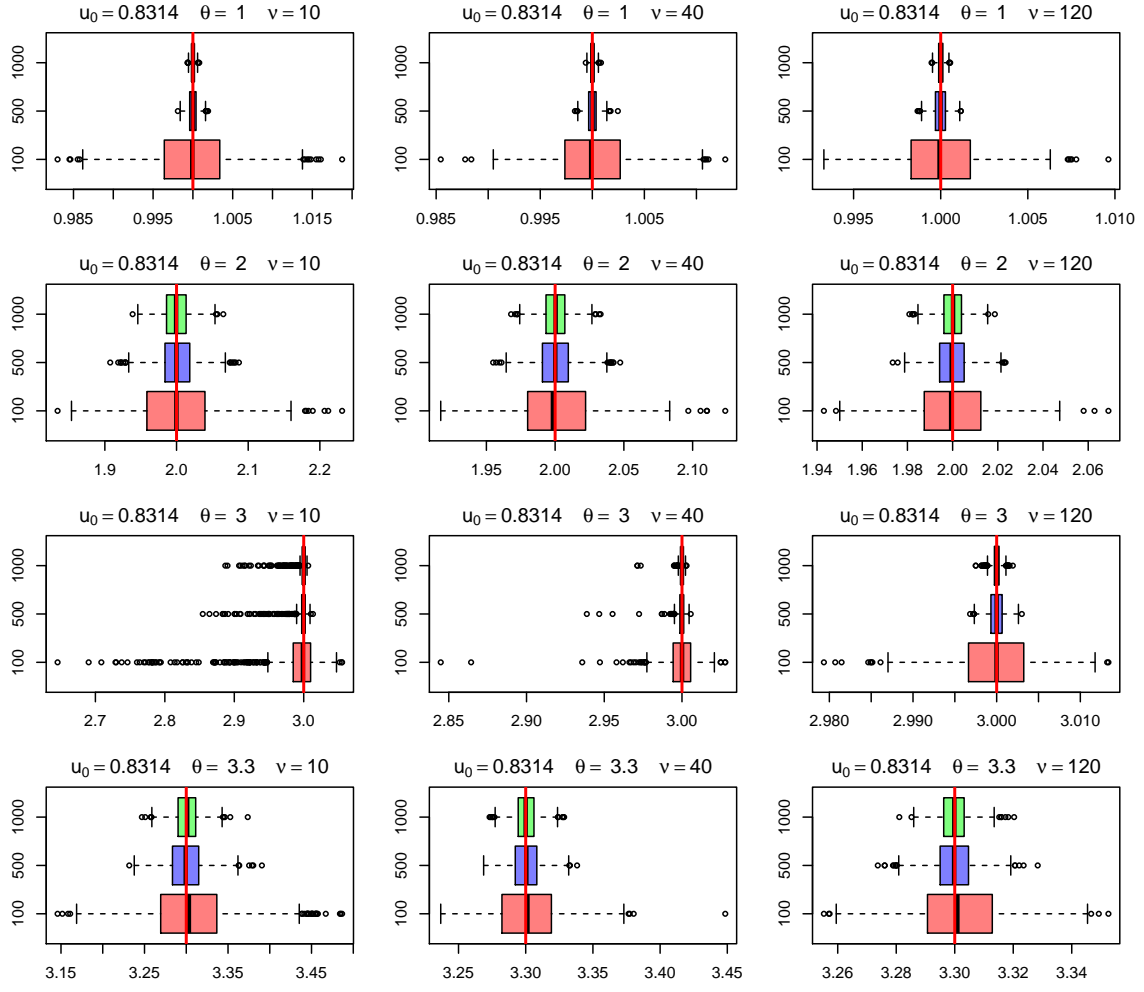 u0 = 0.8314 θ = 1 ν = 10
1000
500
100
0.985 0.995 1.005 1.015
u0 = 0.8314 θ = 1 ν = 40
1000
500
100
0.985 0.995 1.005
u0 = 0.8314 θ = 1 ν = 120
1000
500
100
0.995 1.000 1.005 1.010
u0 = 0.8314 θ = 2 ν = 10
1000
500
100
1.9 2.0 2.1 2.2
u0 = 0.8314 θ = 2 ν = 40
1000
500
100
1.95 2.00 2.05 2.10
u0 = 0.8314 θ = 2 ν = 120
1000
500
100
1.94 1.96 1.98 2.00 2.02 2.04 2.06
u0 = 0.8314 θ = 3 ν = 10
1000
500
100
2.7 2.8 2.9 3.0
u0 = 0.8314 θ = 3 ν = 40
1000
500
100
2.85 2.90 2.95 3.00
u0 = 0.8314 θ = 3 ν = 120
1000
500
100
2.980 2.990 3.000 3.010
u0 = 0.8314 θ = 3.3 ν = 10
1000
500
100
3.15 3.25 3.35 3.45
u0 = 0.8314 θ = 3.3 ν = 40
1000
500
100
3.25 3.30 3.35 3.40 3.45
u0 = 0.8314 θ = 3.3 ν = 120
1000
500
100
3.26 3.28 3.30 3.32 3.34